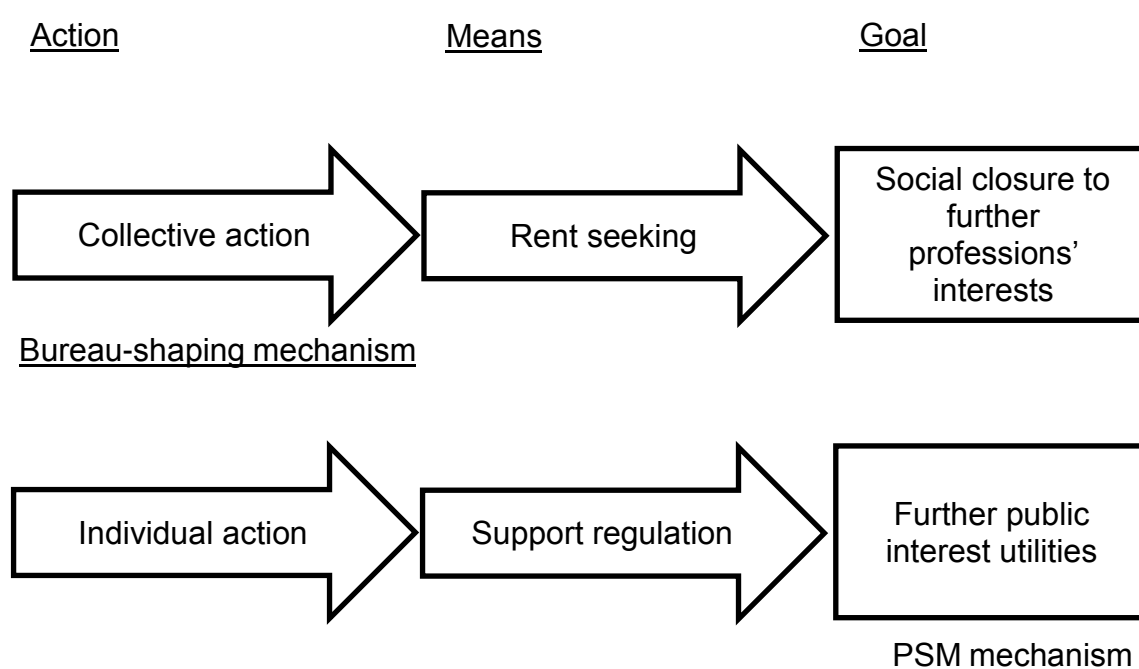 Action
Means
Goal
Collective action
Rent seeking
Social closure to
further
professions’
interests
Bureau-shaping mechanism
Individual action
Support regulation
Further public
interest utilities
PSM mechanism